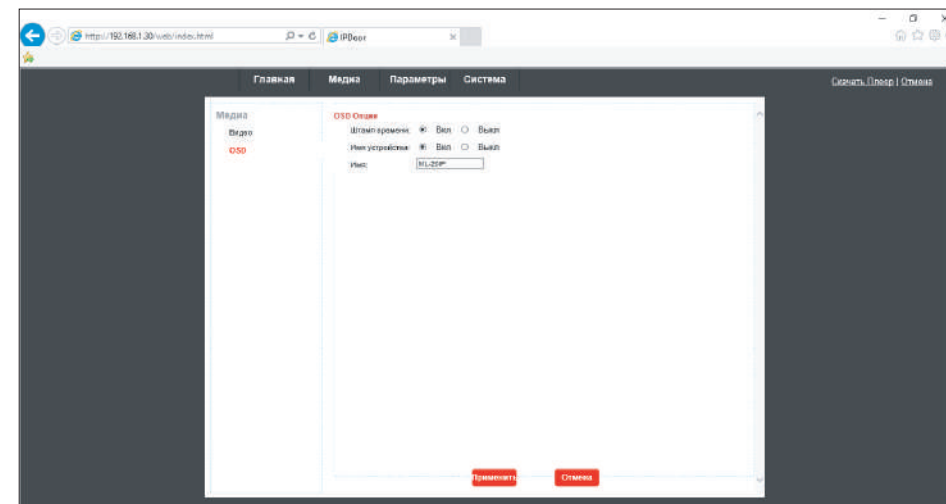 http://192.168.1.30/web/index.html
IPDoor
Главная Медиа Параметры Система
Скачать Плеер | Отмена
Медиа
Видео
OSD
OSD Опции
Штамп времени: Вкл Выкл
Имя устройства: Вкл Выкл
Имя:
Применить Отмена